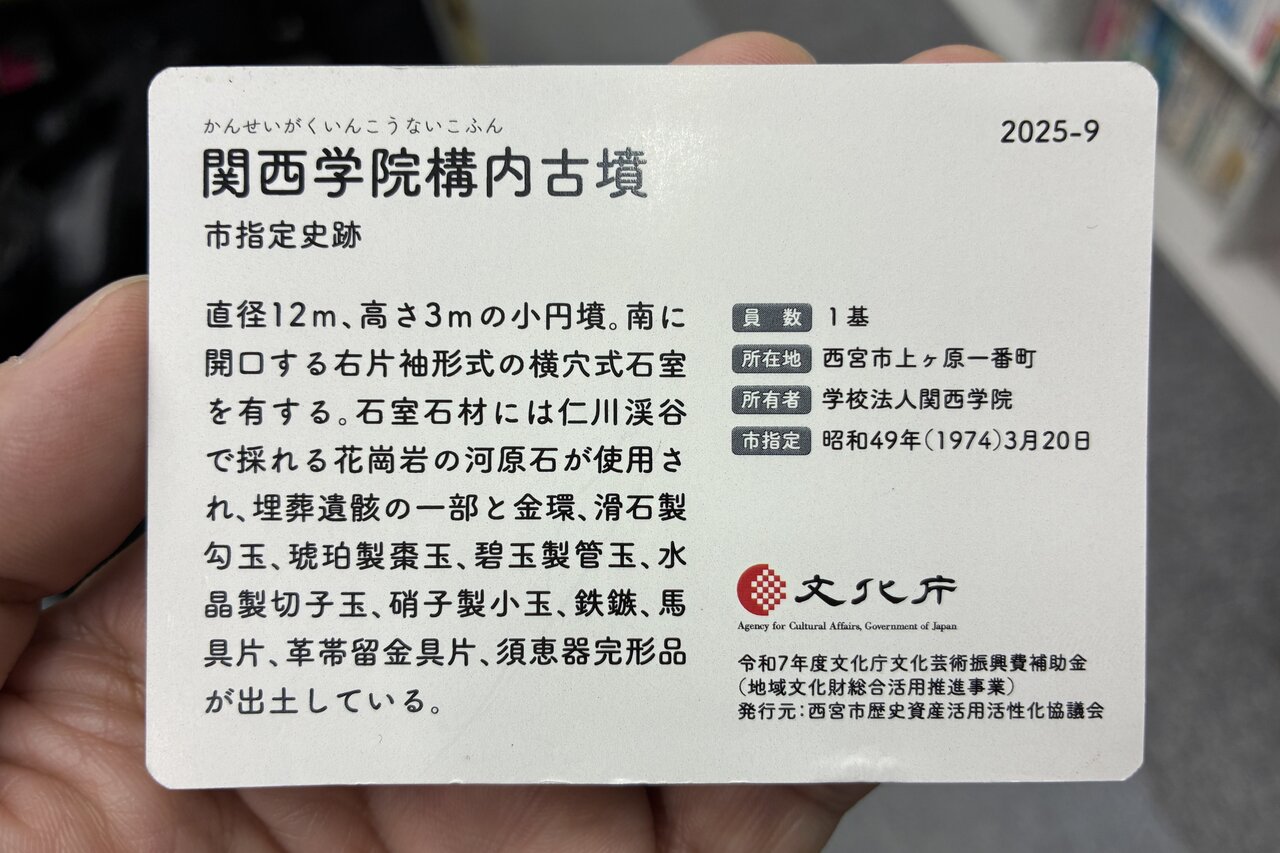 かんせいがくいんこうないこふん
関西学院構内古墳
2025-9
市指定史跡
直径12m、高さ3mの小円墳。南に
開口する右片袖形式の横穴式石室
を有する。石室石材には仁川渓谷
で採れる花崗岩の河原石が使用さ
れ、埋葬遺骸の一部と金環、滑石製
勾玉、琥珀製棗玉、碧玉製管玉、水
晶製切子玉、硝子製小玉、鉄鏃、馬
具片、革帯留金具片、須恵器完形品
が出土している。
員 数 1基
所在地 西宮市上ヶ原一番町
所有者 学校法人関西学院
市指定 昭和49年(1974)3月20日
文化庁
Agency for Cultural Affairs, Government of Japan
令和7年度文化庁文化芸術振興費補助金
(地域文化財総合活用推進事業)
発行元:西宮市歴史資産活用活性化協議会